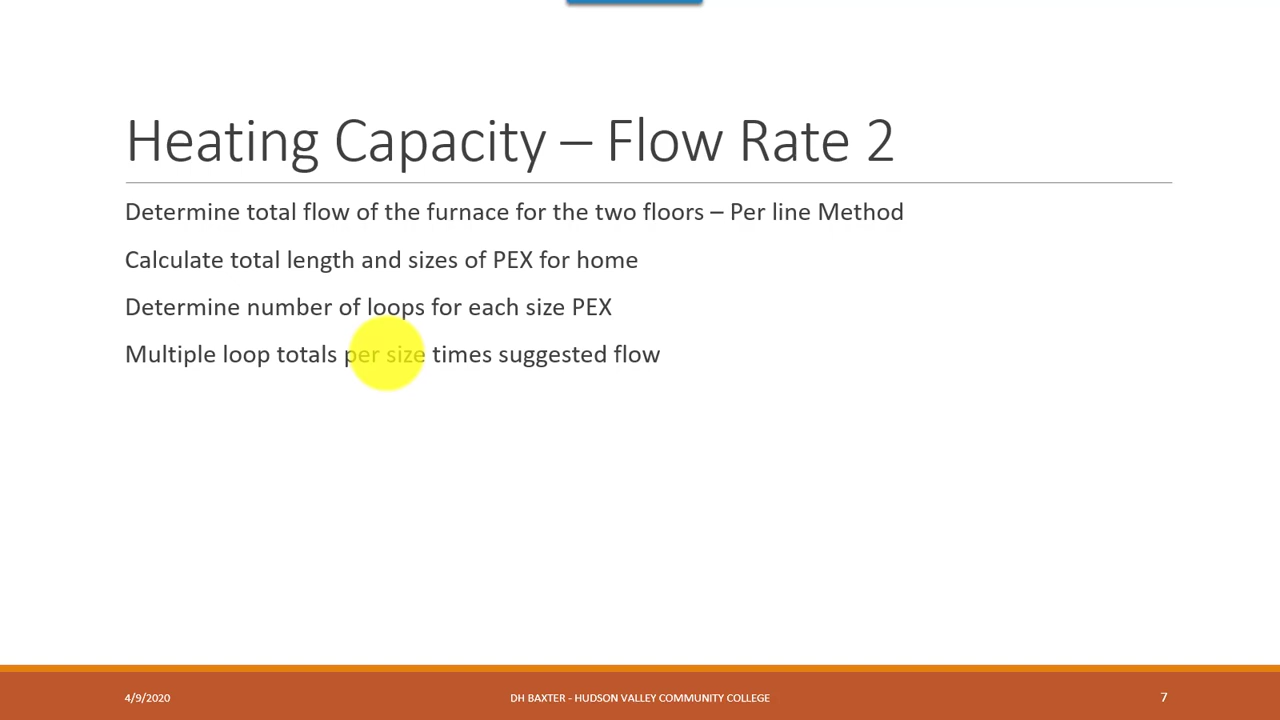 Heating Capacity – Flow Rate 2
Determine total flow of the furnace for the two floors – Per line Method
Calculate total length and sizes of PEX for home
Determine number of loops for each size PEX
Multiple loop totals per size times suggested flow
4/9/2020
DH BAXTER - HUDSON VALLEY COMMUNITY COLLEGE
7